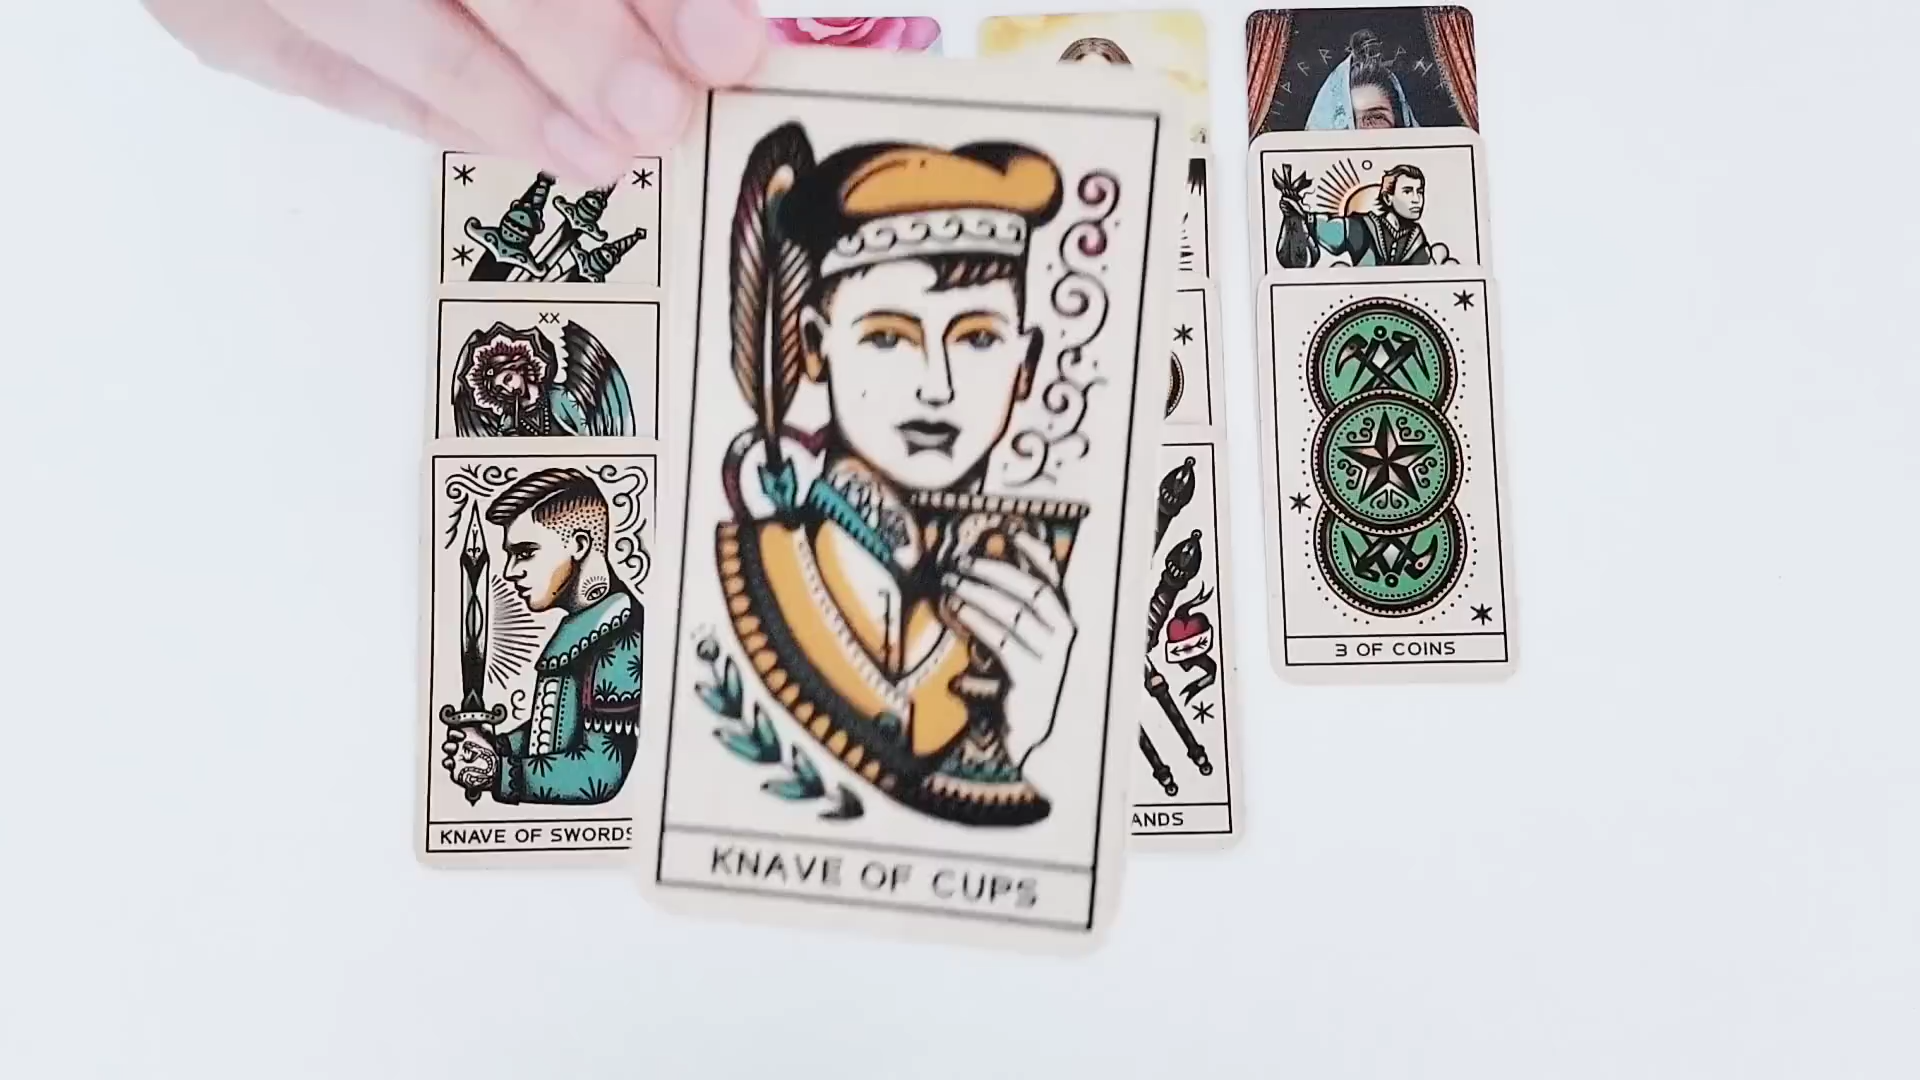 XX
KNAVE OF SWORDS
KNAVE OF CUPS
ANDS
O
3 OF COINS